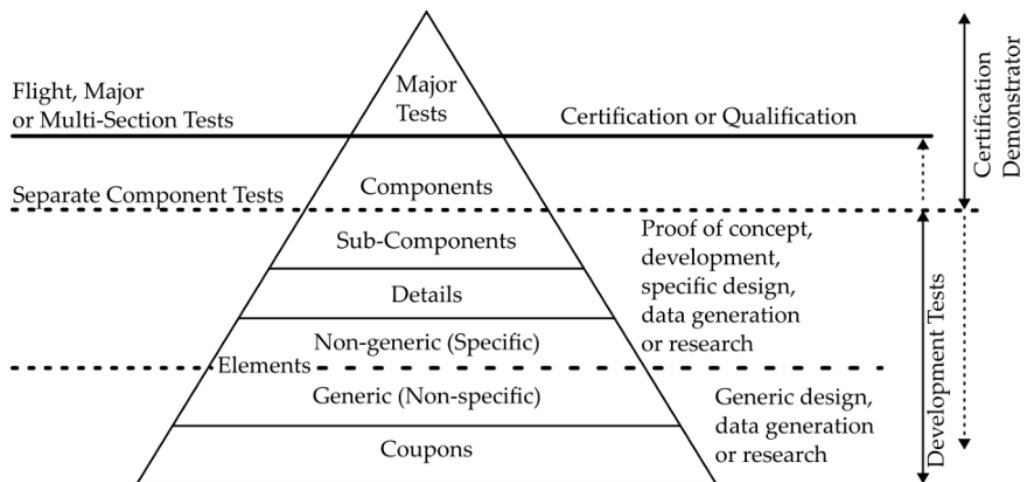 Major
Tests
Flight, Major
or Multi-Section Tests
Certification or Qualification
Certification
Demonstrator
Components
Separate Component Tests
Sub-Components
Proof of concept,
development,
specific design,
data generation
or research
Details
Non-generic (Specific)
Elements
Generic (Non-specific)
Generic design,
data generation
or research
Coupons
Development Tests